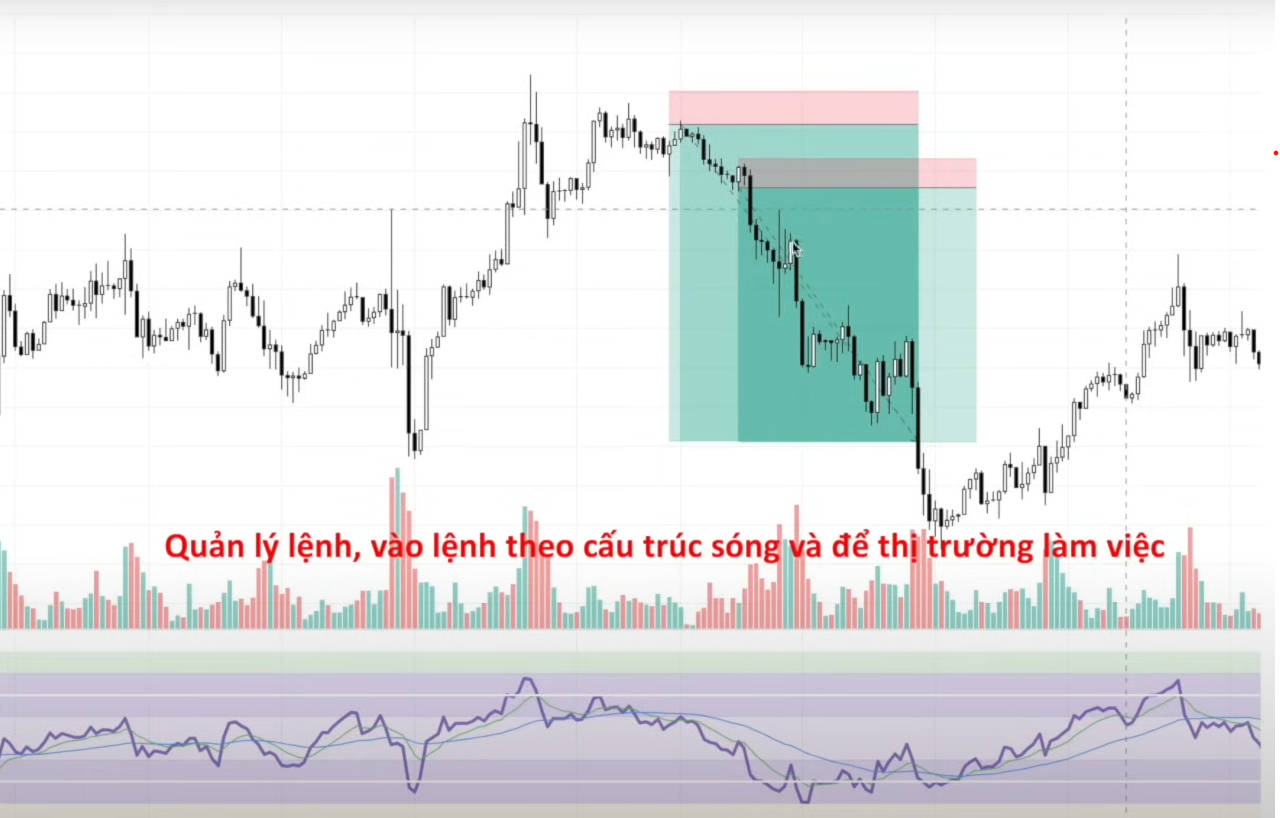 Quản lý lệnh, vào lệnh theo cấu trúc sóng và để thị trường làm việc